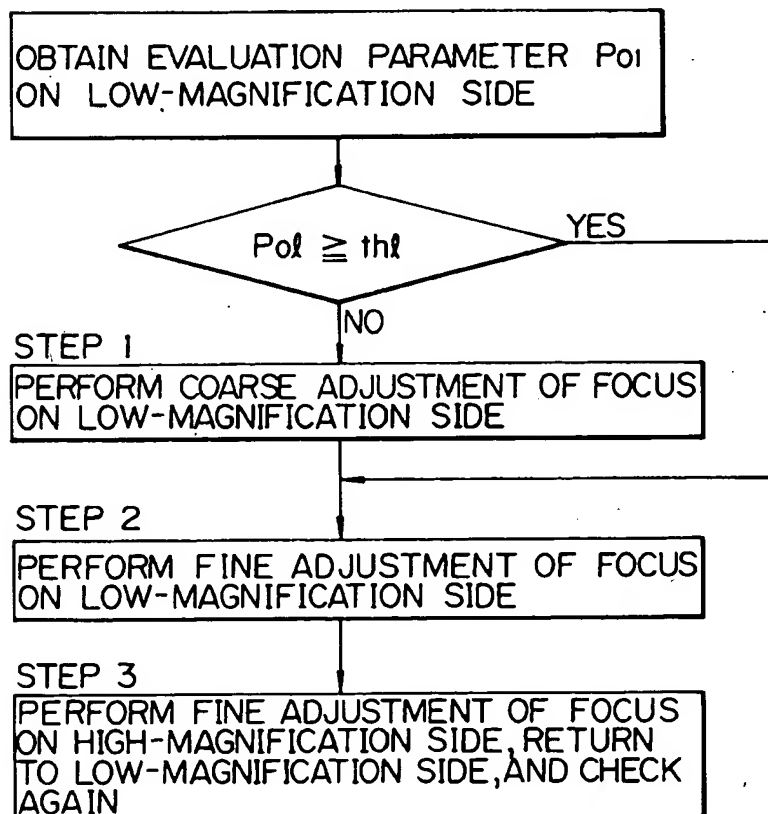 OBTAIN EVALUATION PARAMETER Po1
ON LOW-MAGNIFICATION SIDE
Poℓ ≧ thℓ
YES
NO
STEP 1
PERFORM COARSE ADJUSTMENT OF FOCUS
ON LOW-MAGNIFICATION SIDE
STEP 2
PERFORM FINE ADJUSTMENT OF FOCUS
ON LOW-MAGNIFICATION SIDE
STEP 3
PERFORM FINE ADJUSTMENT OF FOCUS
ON HIGH-MAGNIFICATION SIDE, RETURN
TO LOW-MAGNIFICATION SIDE, AND CHECK
AGAIN